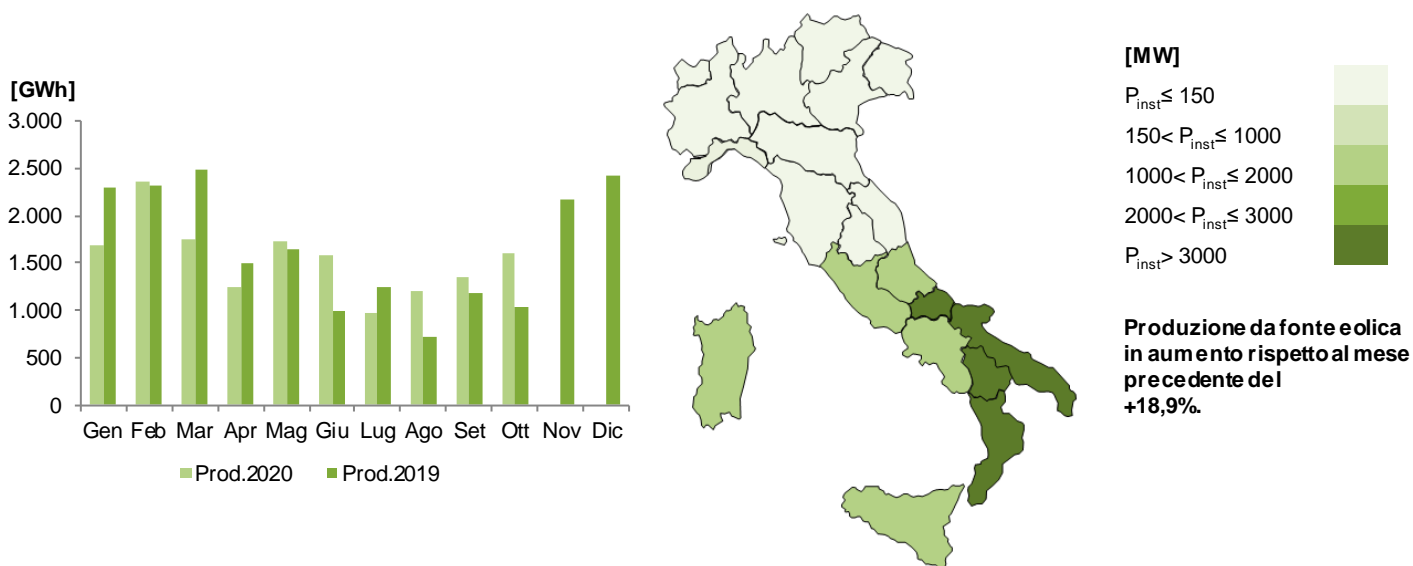 [GWh]
3.000
2.500
2.000
1.500
1.000
500
0
Gen Feb Mar Apr Mag Giu Lug Ago Set Ott Nov Dic
Prod.2020 Prod.2019
[MW]
Pinst≤ 150
150< Pinst≤ 1000
1000< Pinst≤ 2000
2000< Pinst≤ 3000
Pinst> 3000
Produzione da fonte eolica
in aumento rispetto al mese
precedente del
+18,9%.